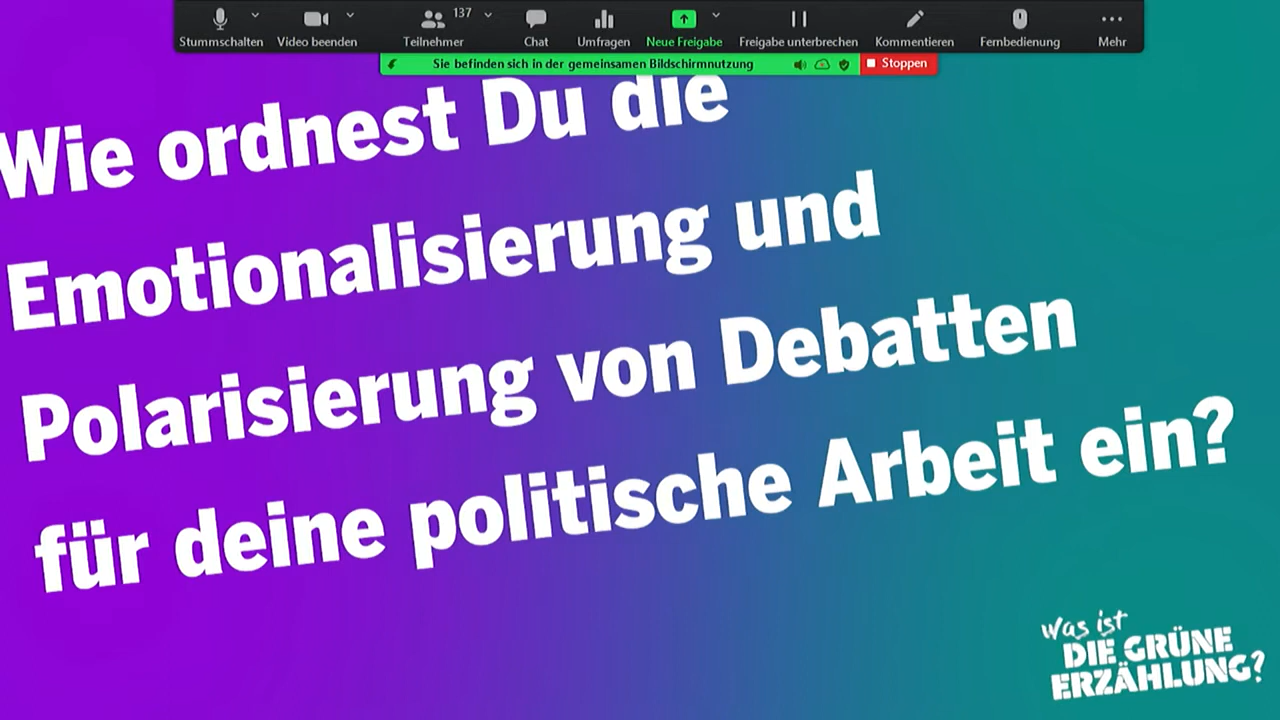 137
Stummschalten Video beenden Teilnehmer Chat Umfragen Neue Freigabe Freigabe unterbrechen Kommentieren Fernbedienung Mehr
Sie befinden sich in der gemeinsamen Bildschirmnutzung Stoppen
Wie ordnest Du die
Emotionalisierung und
Polarisierung von Debatten
für deine politische Arbeit ein?
Was ist
DIE GRÜNE
ERZÄHLUNG?